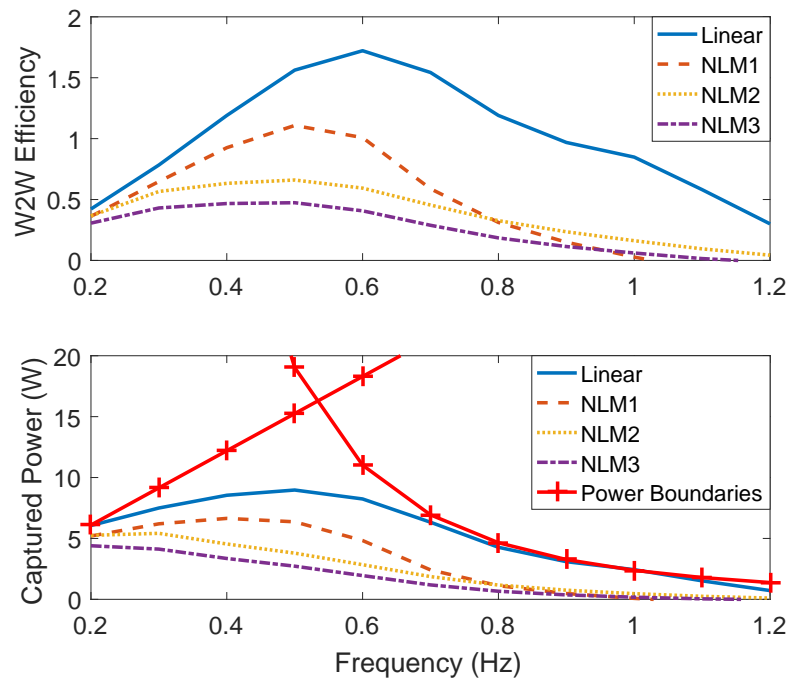 2
1.5
1
0.5
0
W2W Efficiency
0.2 0.4 0.6 0.8 1 1.2
Linear
NLM1
NLM2
NLM3
20
15
10
5
0
Captured Power (W)
0.2 0.4 0.6 0.8 1 1.2
Frequency (Hz)
Linear
NLM1
NLM2
NLM3
Power Boundaries